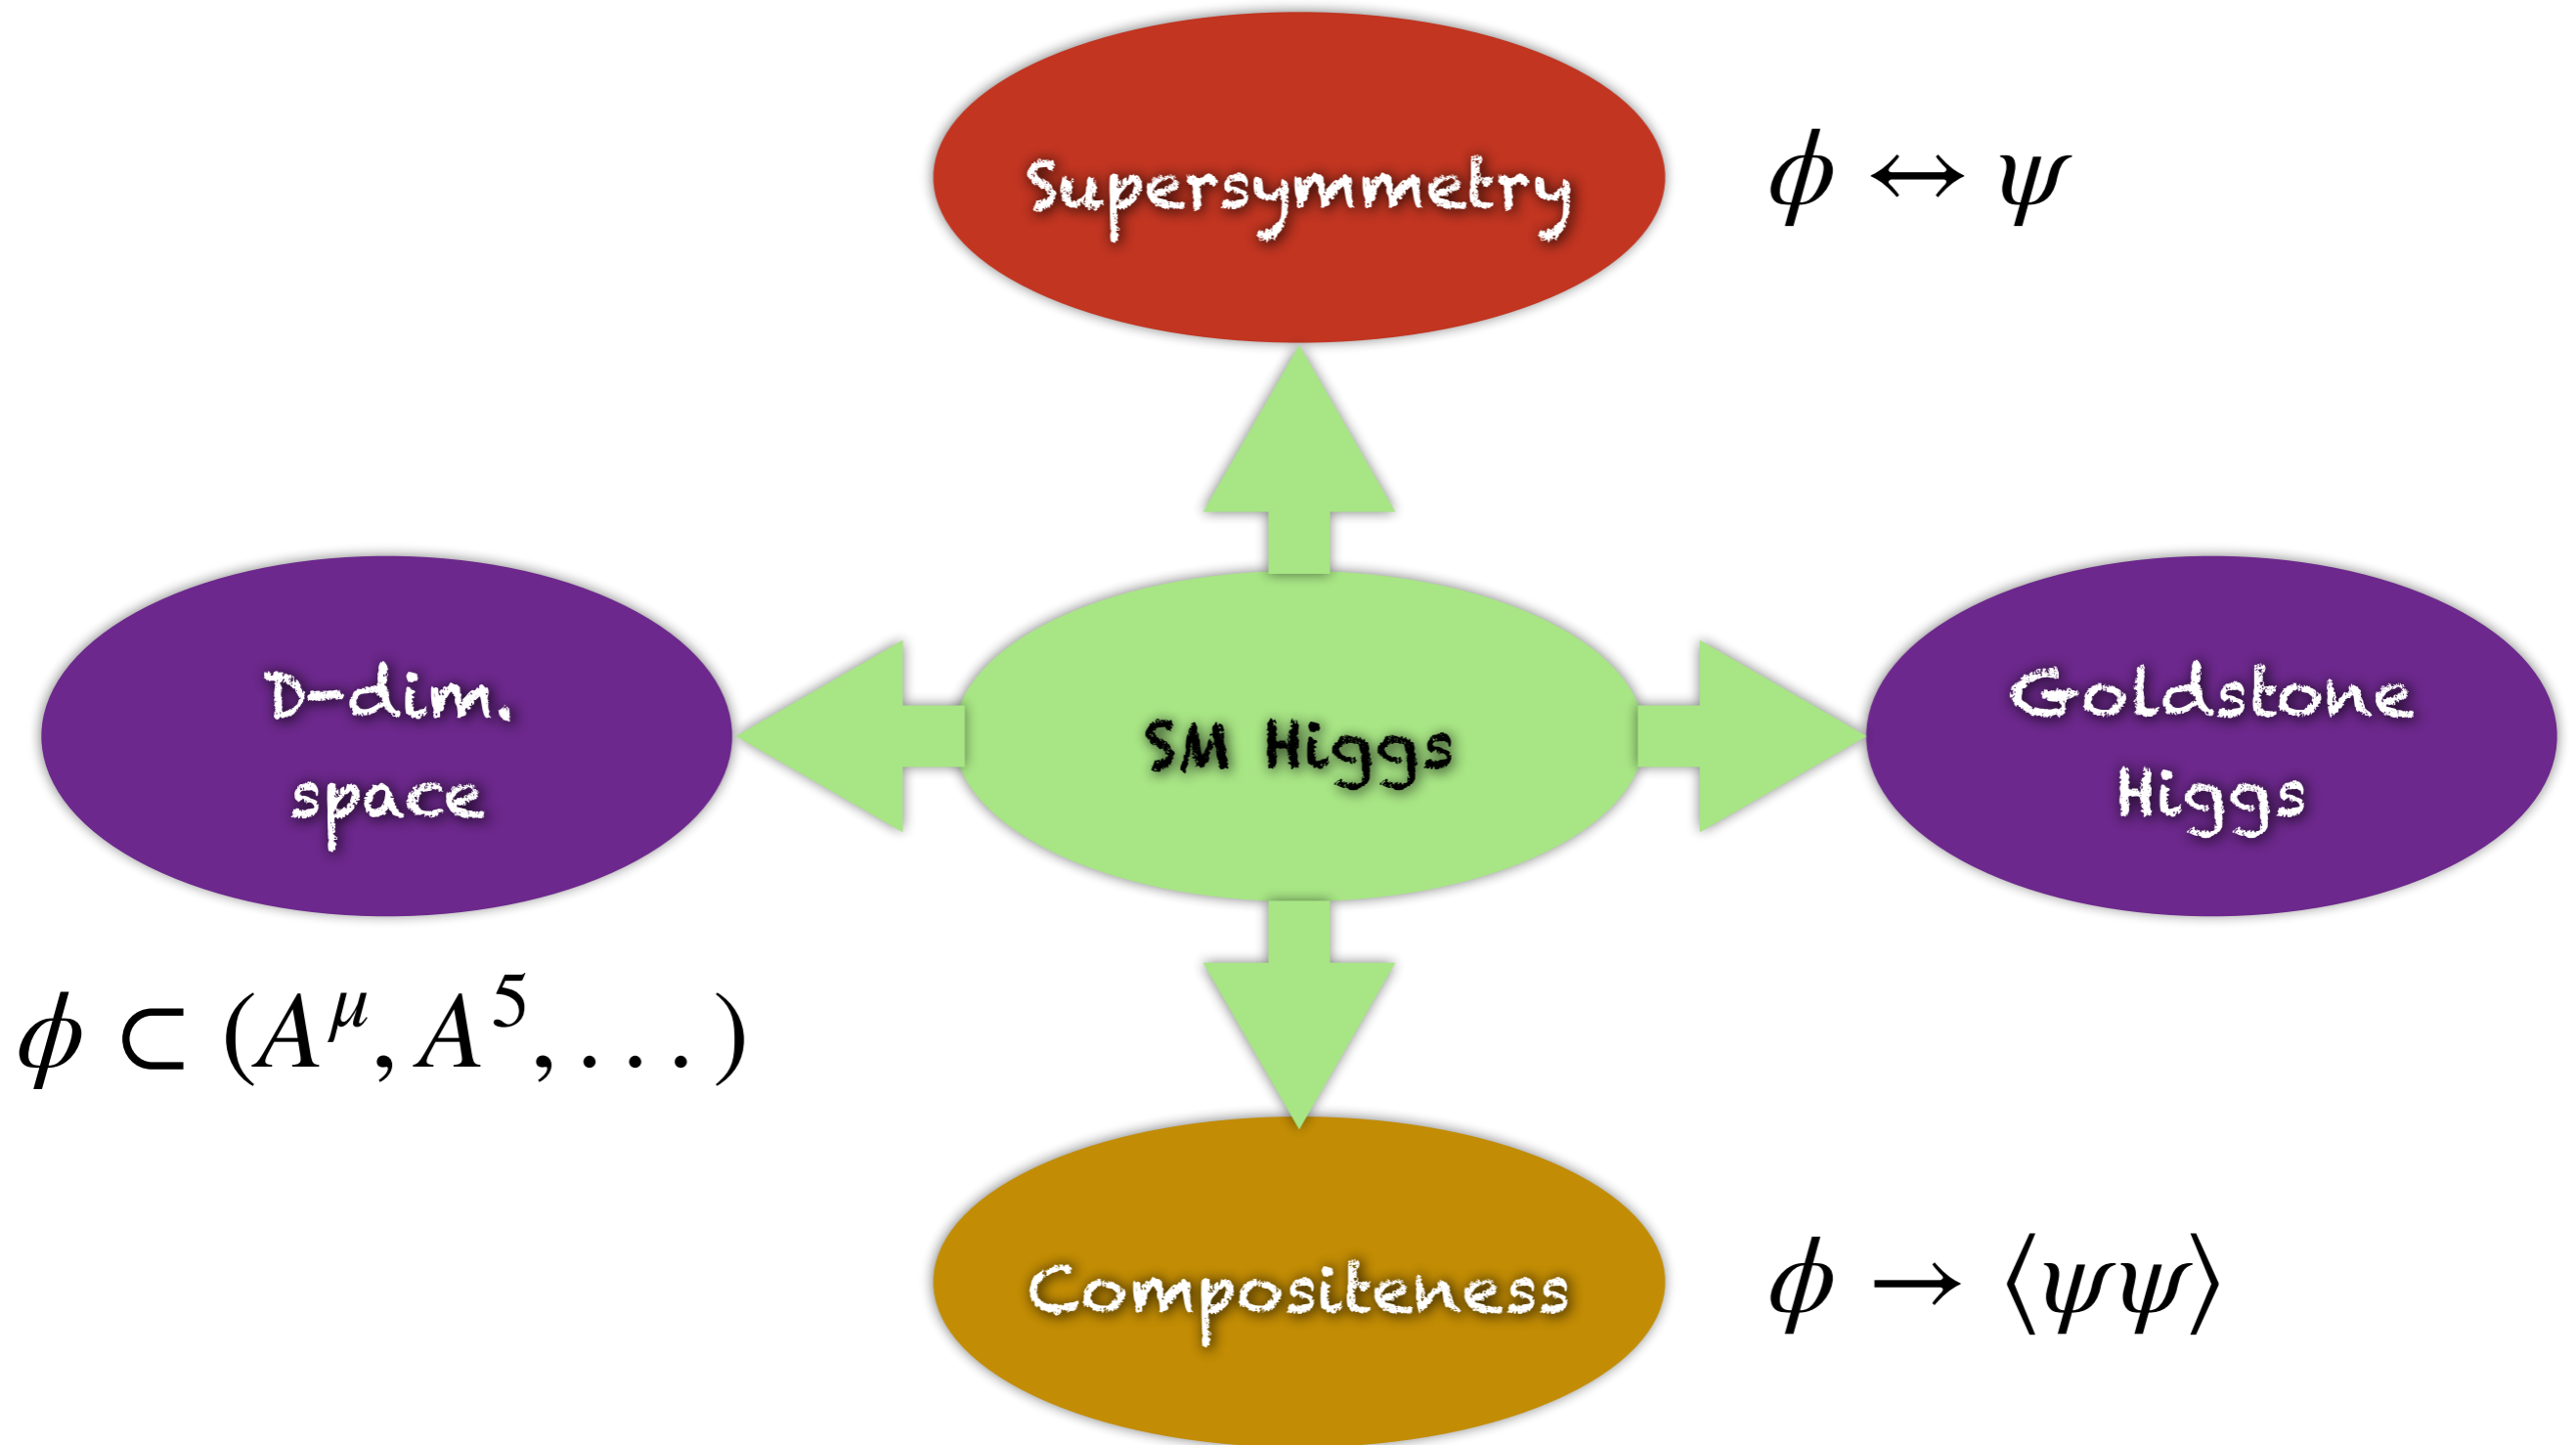 Supersymmetry
ϕ ↔ ψ
D-dim.
space
SM Higgs
Goldstone
Higgs
ϕ ⊂ (A^μ, A^5, . . . )
Compositeness
ϕ → ⟨ψψ⟩